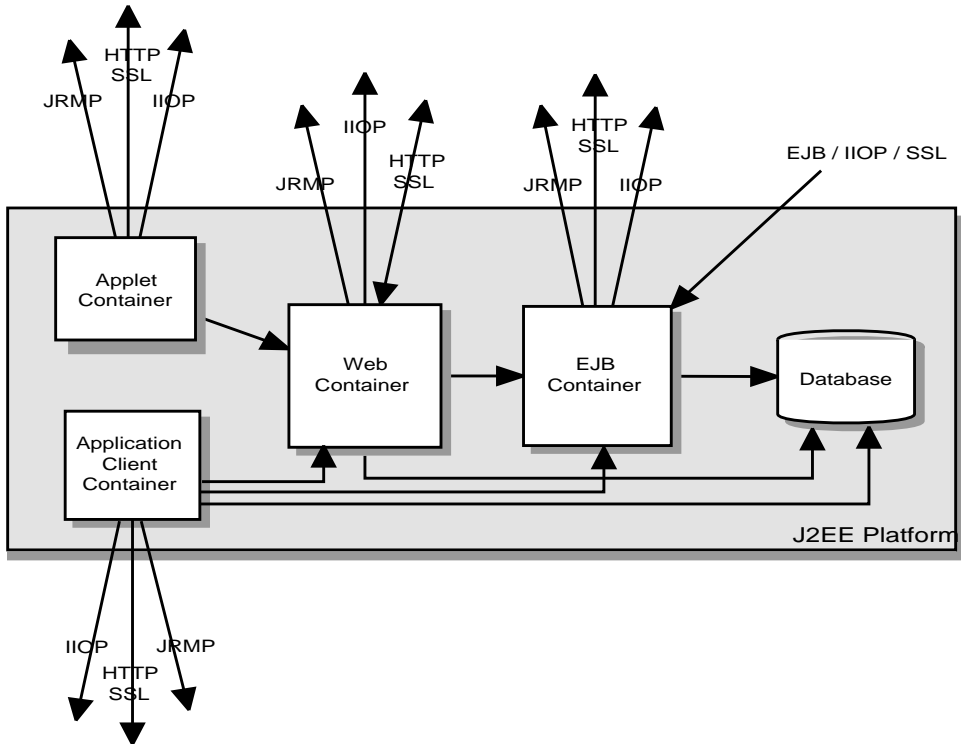 HTTP
SSL
JRMP
IIOP
IIOP
HTTP
SSL
JRMP
HTTP
SSL
JRMP
IIOP
EJB / IIOP / SSL
Applet
Container
Web
Container
EJB
Container
Database
Application
Client
Container
J2EE Platform
IIOP
JRMP
HTTP
SSL